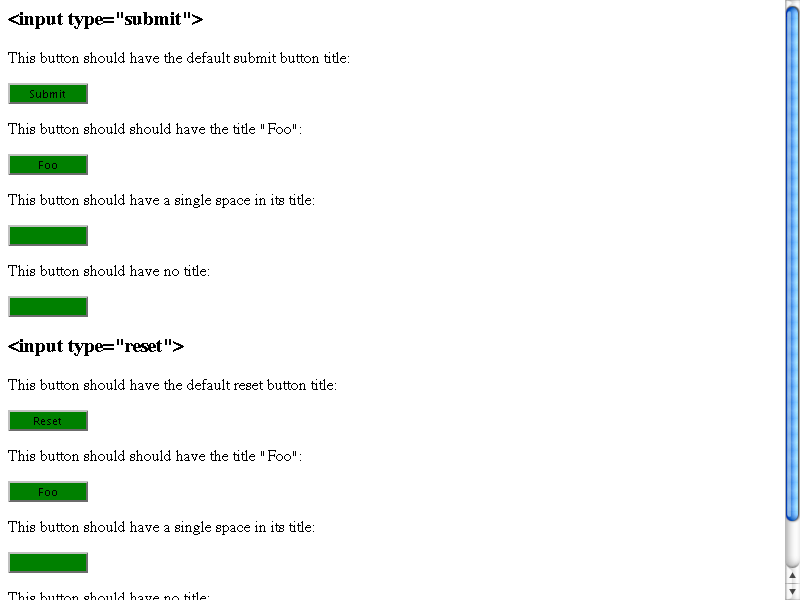 <input type="submit">
This button should have the default submit button title:
Submit
This button should should have the title "Foo":
Foo
This button should have a single space in its title:
This button should have no title:
<input type="reset">
This button should have the default reset button title:
Reset
This button should should have the title "Foo":
Foo
This button should have a single space in its title:
This button should have no title: